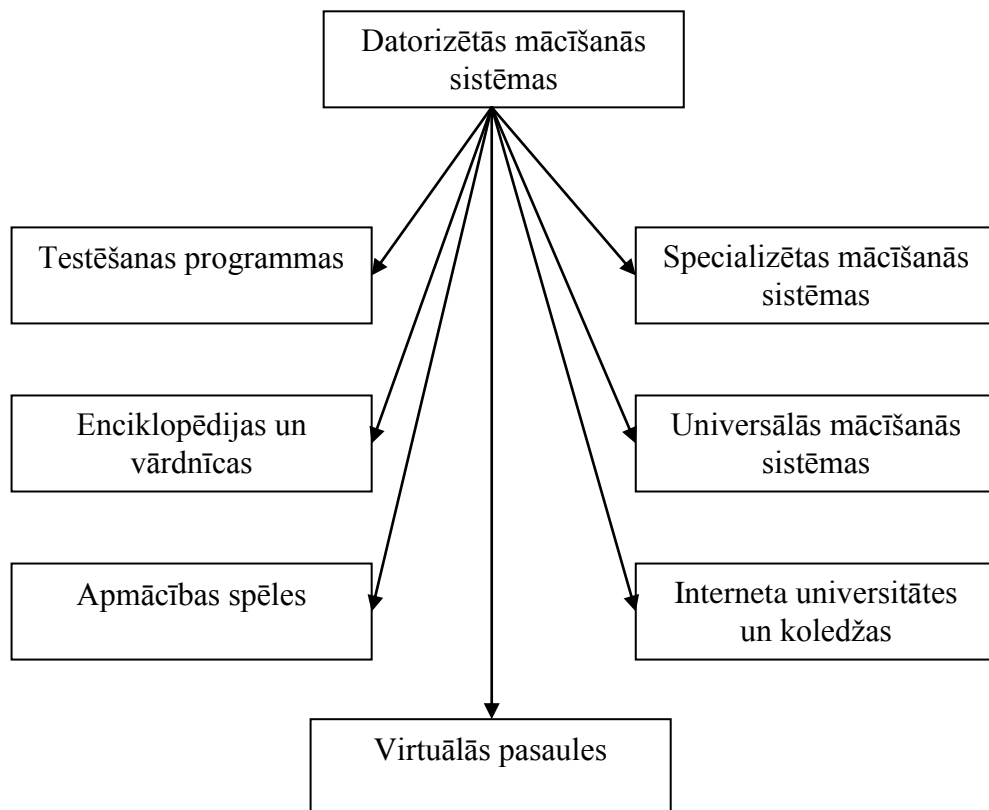 Datorizētās mācīšanās
sistēmas
Testēšanas programmas
Specializētas mācīšanās
sistēmas
Enciklopēdijas un
vārdnīcas
Universālās mācīšanās
sistēmas
Apmācības spēles
Interneta universitātes
un koledžas
Virtuālās pasaules